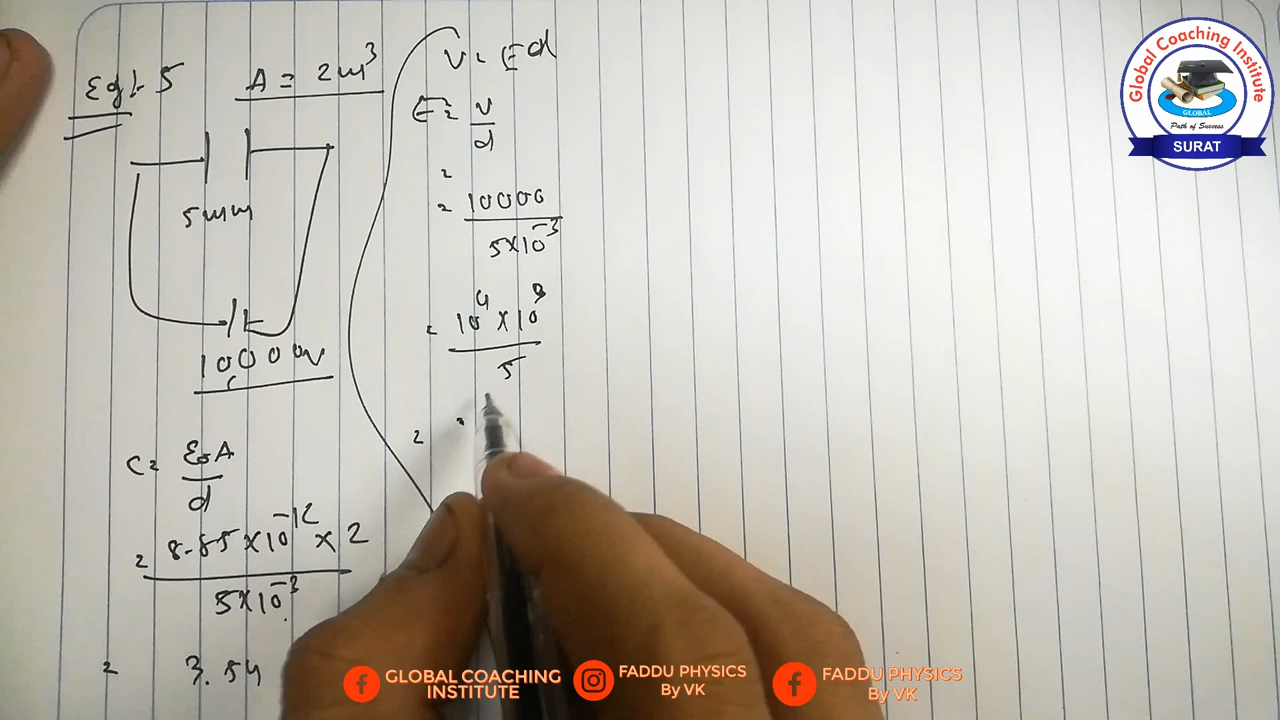 Eg!- 5
A = 2m³
5mm
10000V
C = ε₀A
d
= 8.85×10⁻¹² × 2
5×10⁻³
= 3.54
V = Ed
E = V
d
=
= 10000
5×10⁻³
= 10⁴ × 10³
5
= .
Global Coaching Institute
GLOBAL
Path of Success
SURAT
GLOBAL COACHING
INSTITUTE
FADDU PHYSICS
By VK
FADDU PHYSICS
By VK